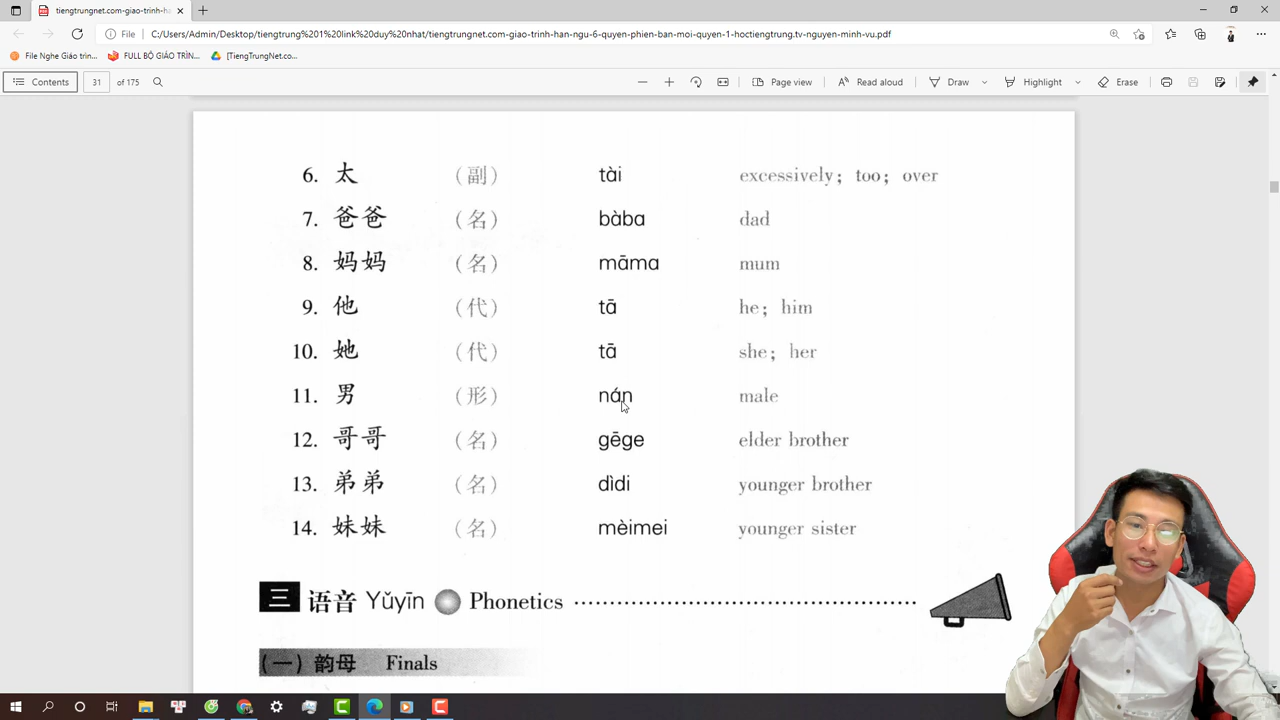 tiengtrungnet.com-giao-trinh-ha
File
C:/Users/Admin/Desktop/tiengtrung%201%20link%20duy%20nhat/tiengtrungnet.com-giao-trinh-han-ngu-6-quyen-phien-ban-moi-quyen-1-hoctiengtrung.tv-nguyen-minh-vu.pdf
File Nghe Giáo trìn... FULL BỘ GIÁO TRÌN... [TiengTrungNet.co...
Contents 31 of 175 Page view Read aloud Draw Highlight Erase
6. 太 (副) tài excessively; too; over
7. 爸爸 (名) bàba dad
8. 妈妈 (名) māma mum
9. 他 (代) tā he; him
10. 她 (代) tā she; her
11. 男 (形) nán male
12. 哥哥 (名) gēge elder brother
13. 弟弟 (名) dìdi younger brother
14. 妹妹 (名) mèimei younger sister
三 语音 Yǔyīn Phonetics
(一) 韵母 Finals